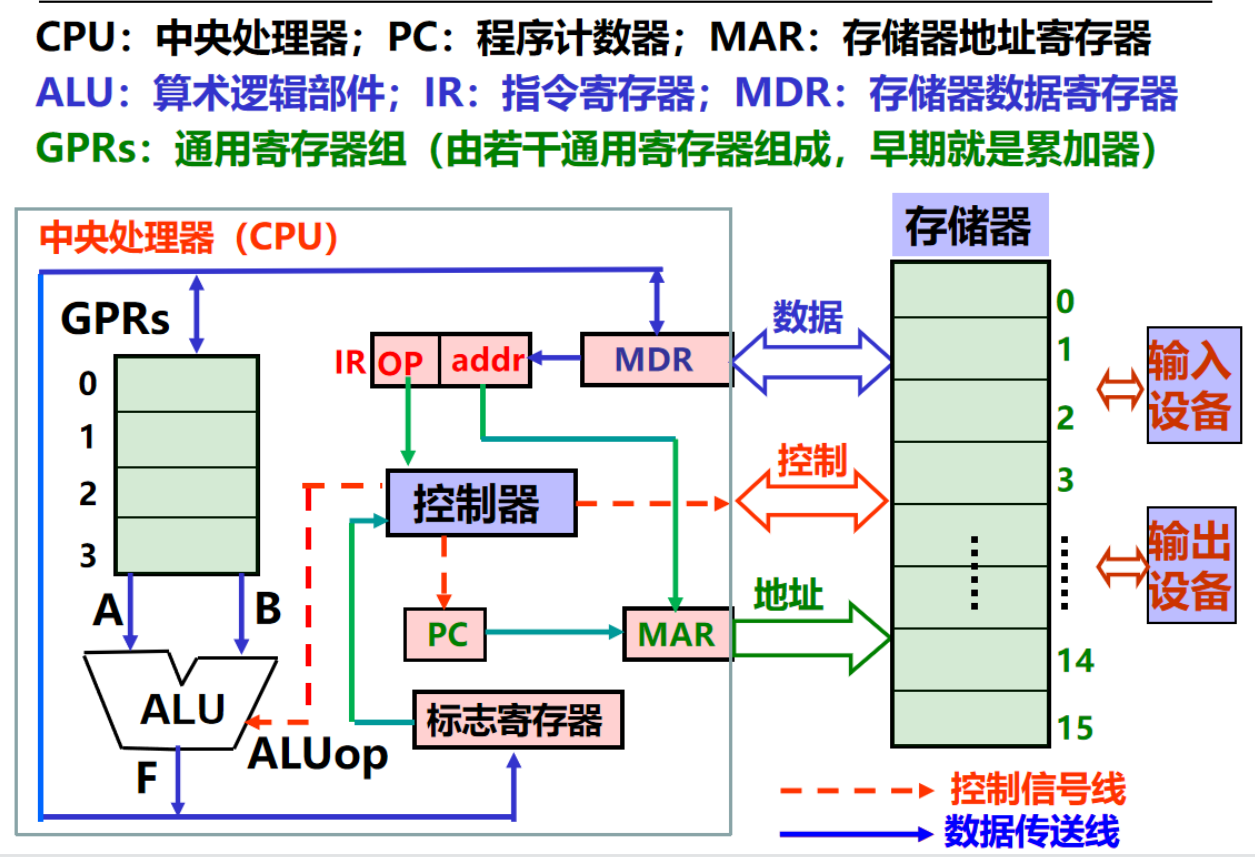 CPU：中央处理器；PC：程序计数器；MAR：存储器地址寄存器
ALU：算术逻辑部件；IR：指令寄存器；MDR：存储器数据寄存器
GPRs：通用寄存器组（由若干通用寄存器组成，早期就是累加器）
中央处理器（CPU）
存储器
GPRs
0
1
2
3
A
B
ALU
F
ALUop
IR
OP
addr
MDR
控制器
PC
MAR
标志寄存器
数据
控制
地址
0
1
2
3
14
15
输入
设备
输出
设备
控制信号线
数据传送线